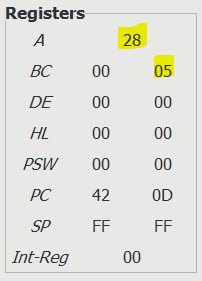 Registers
A 28
BC 00 05
DE 00 00
HL 00 00
PSW 00 00
PC 42 0D
SP FF FF
Int-Reg 00